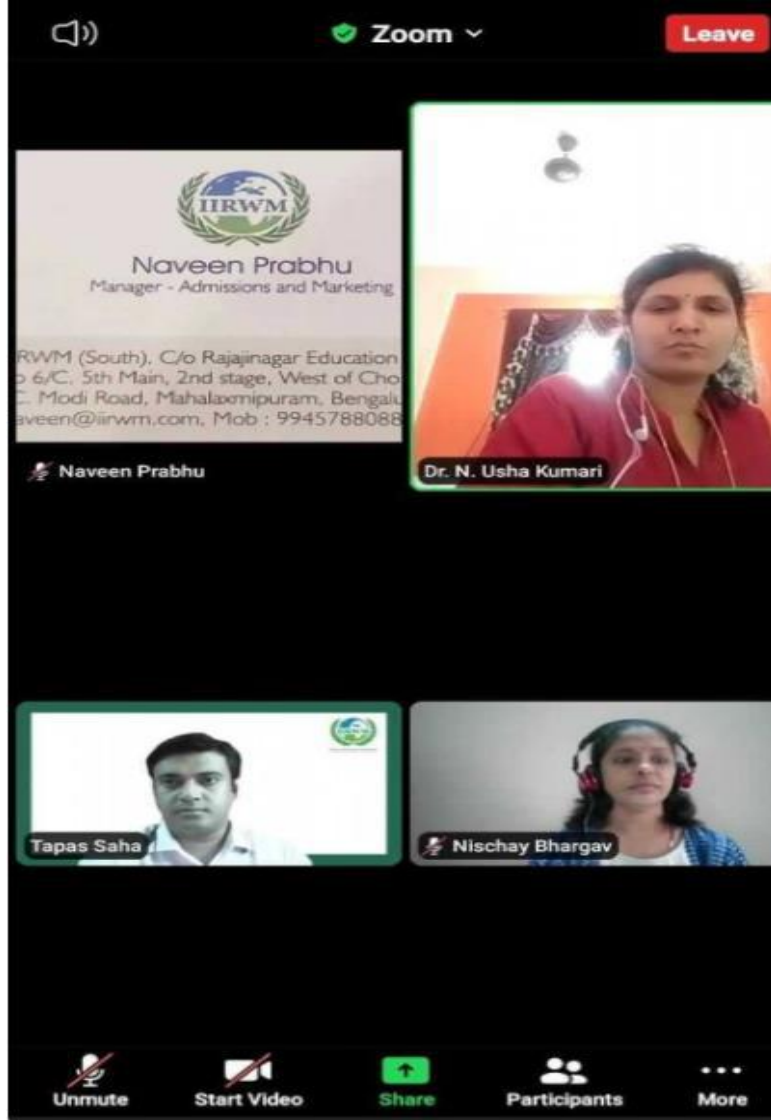 Zoom
Leave
IIRWM
Naveen Prabhu
Manager - Admissions and Marketing
RWM (South), C/o Rajajinagar Education
6/C, 5th Main, 2nd stage, West of Cho
C. Modi Road, Mahalaxmipuram, Bengalu
aveen@iirwm.com, Mob : 9945788088
Naveen Prabhu
Dr. N. Usha Kumari
Tapas Saha
Nischay Bhargav
Unmute
Start Video
Share
Participants
More